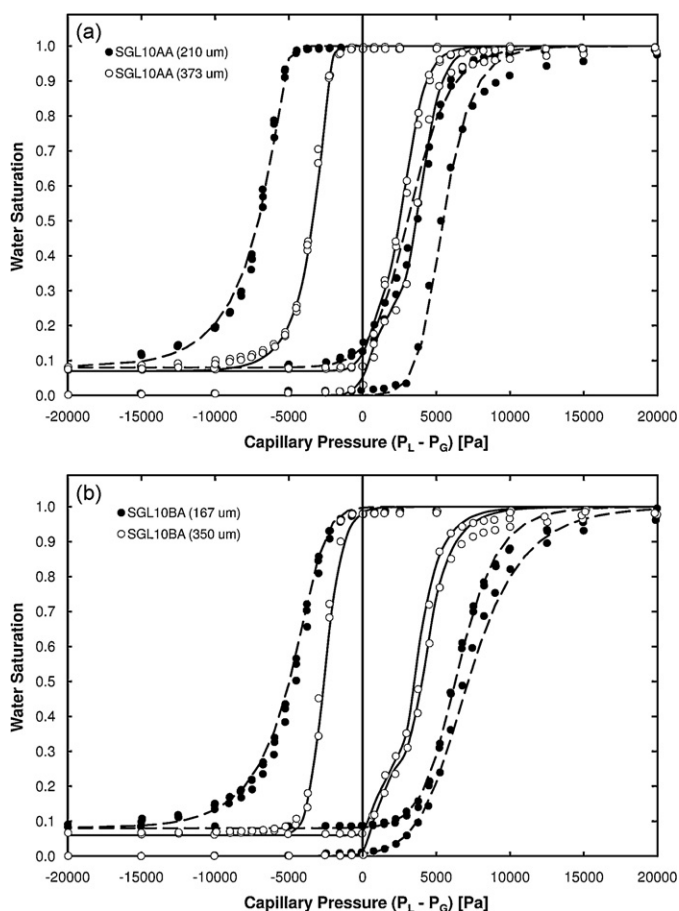 (a)
SGL10AA (210 um)
SGL10AA (373 um)
Water Saturation
1.0
0.9
0.8
0.7
0.6
0.5
0.4
0.3
0.2
0.1
0.0
-20000 -15000 -10000 -5000 0 5000 10000 15000 20000
Capillary Pressure (P_L - P_G) [Pa]
(b)
SGL10BA (167 um)
SGL10BA (350 um)
Water Saturation
1.0
0.9
0.8
0.7
0.6
0.5
0.4
0.3
0.2
0.1
0.0
-20000 -15000 -10000 -5000 0 5000 10000 15000 20000
Capillary Pressure (P_L - P_G) [Pa]